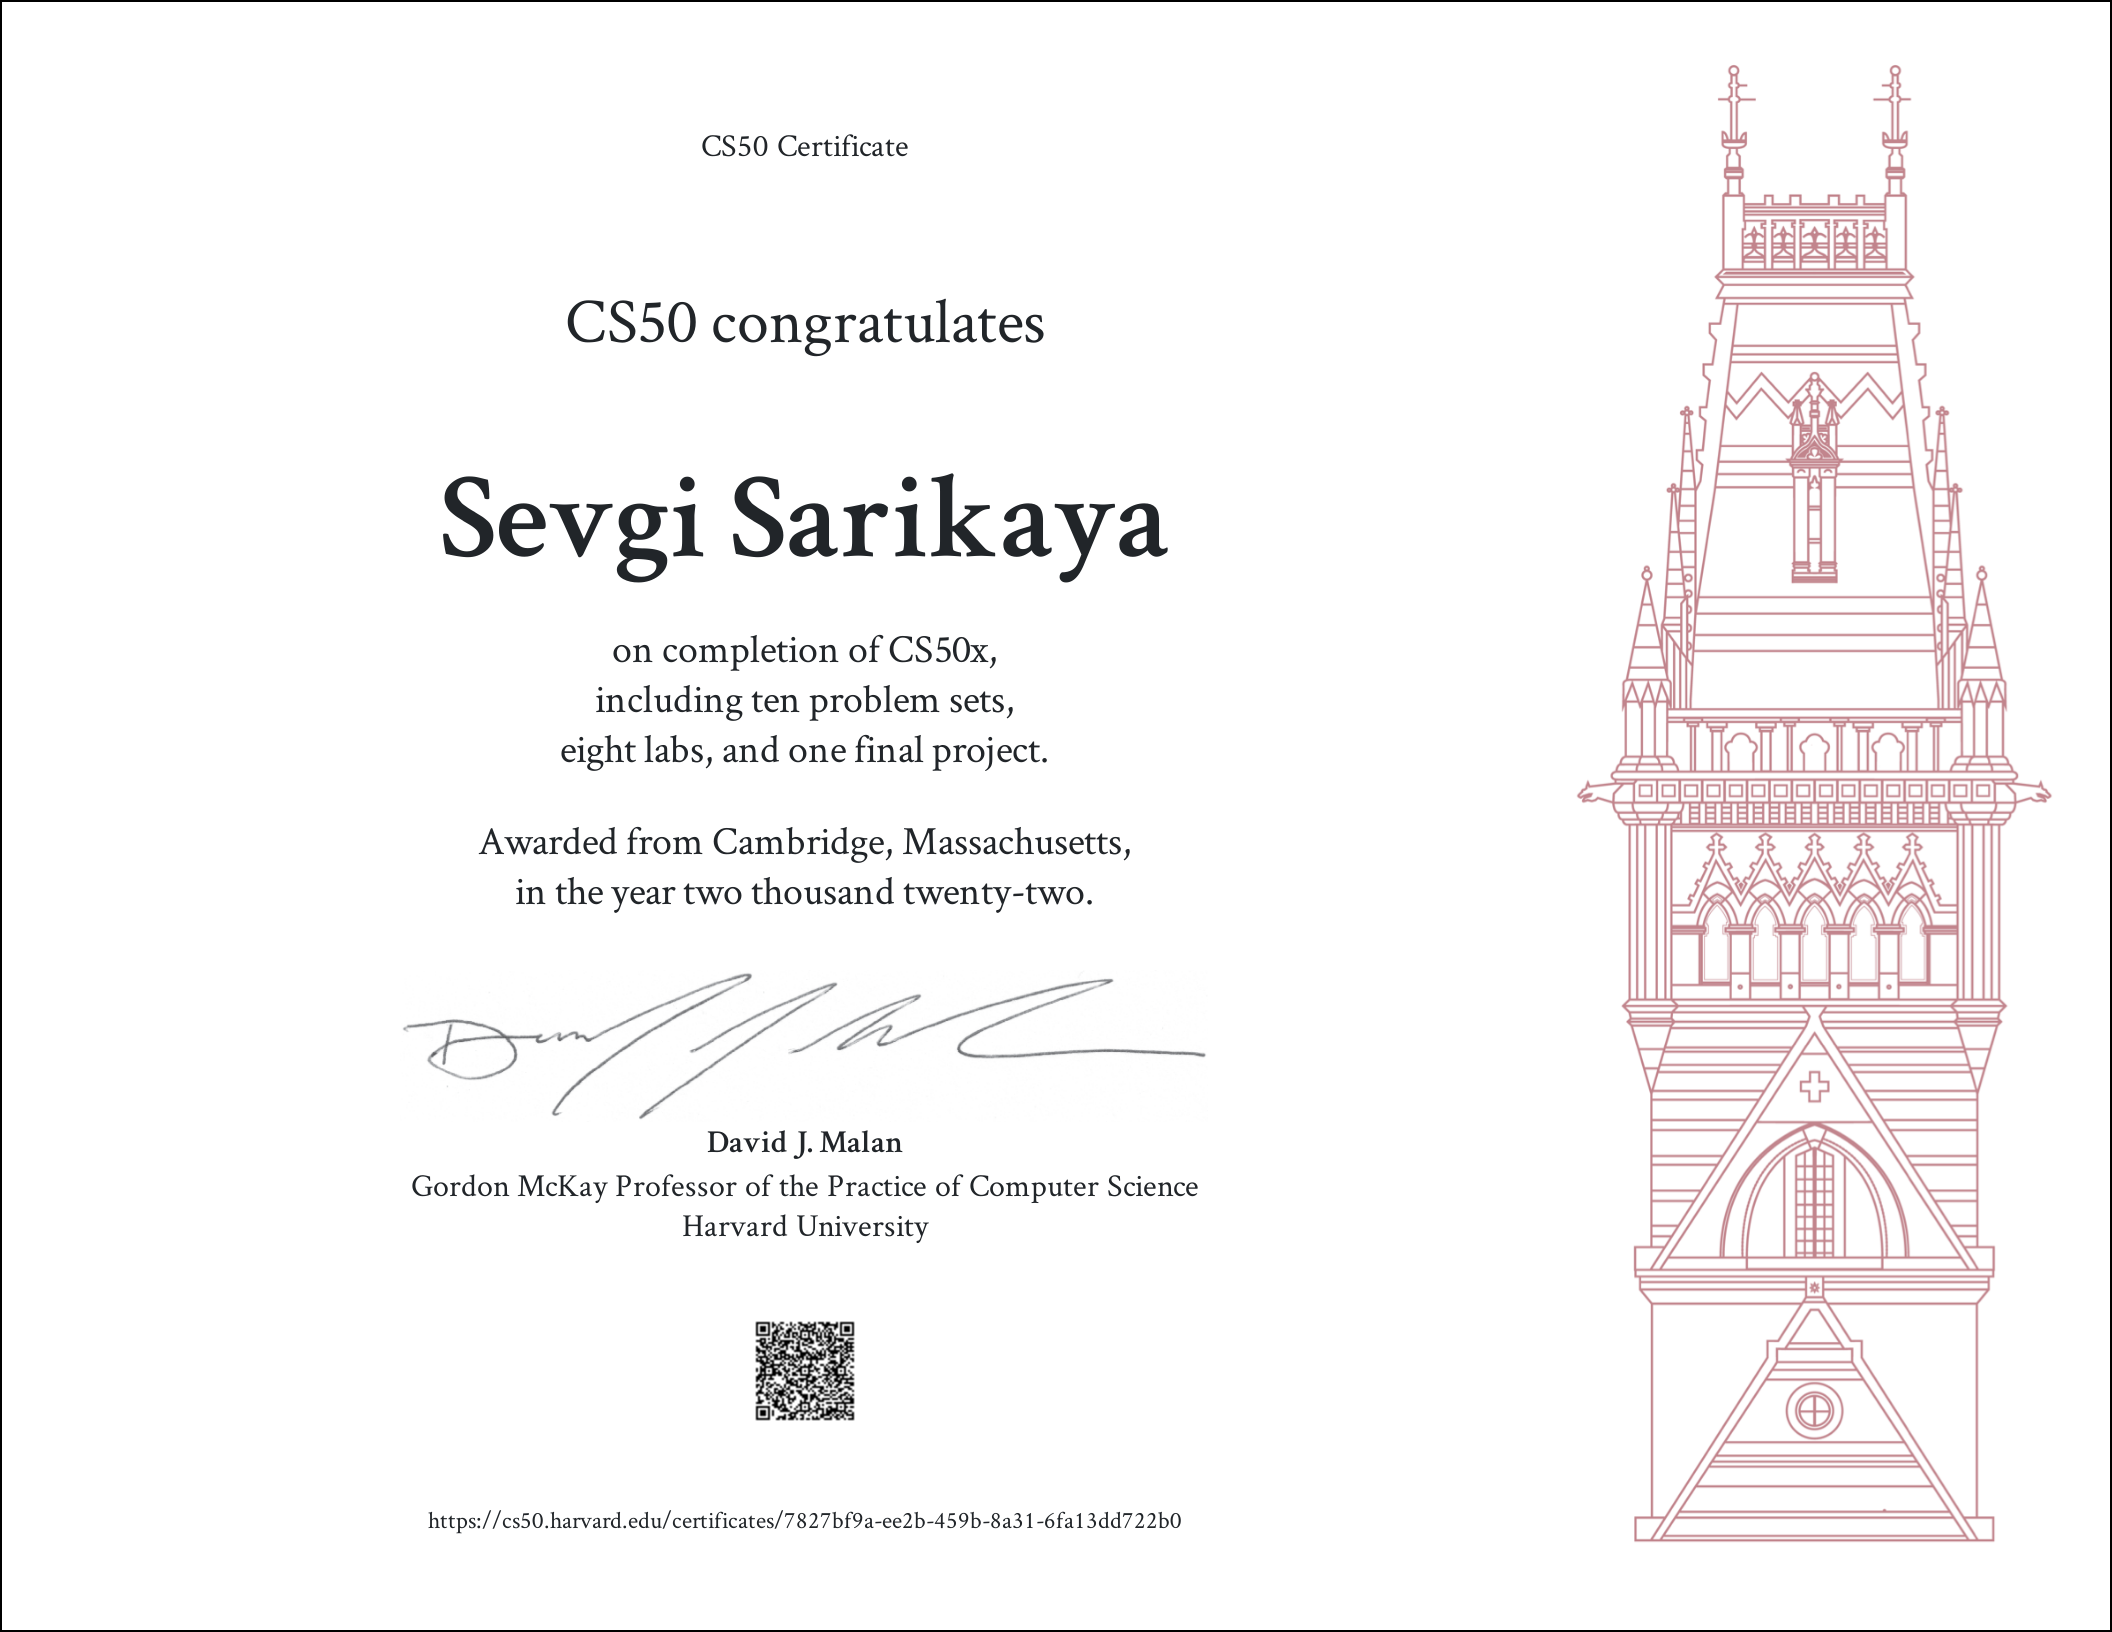 CS50 Certificate
CS50 congratulates
Sevgi Sarikaya
on completion of CS50x,
including ten problem sets,
eight labs, and one final project.
Awarded from Cambridge, Massachusetts,
in the year two thousand twenty-two.
David J. Malan
Gordon McKay Professor of the Practice of Computer Science
Harvard University
https://cs50.harvard.edu/certificates/7827bf9a-ee2b-459b-8a31-6fa13dd722b0